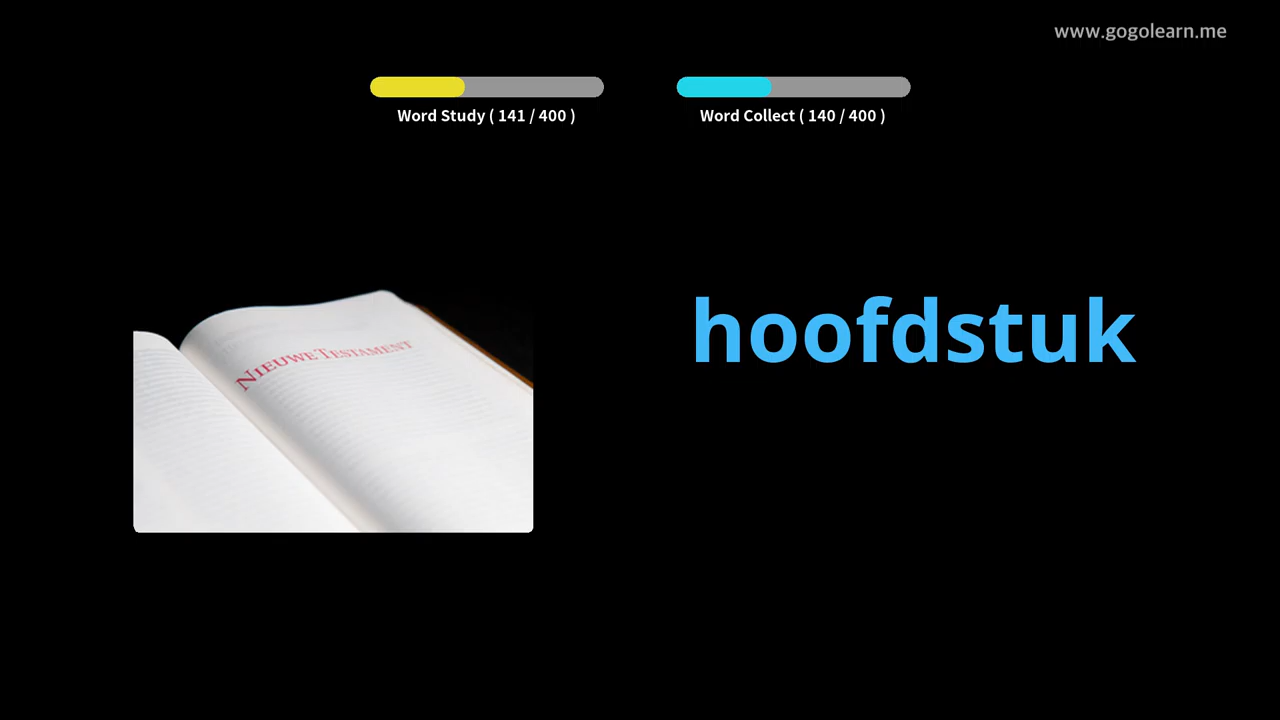 www.gogolearn.me
Word Study ( 141 / 400 )
Word Collect ( 140 / 400 )
NIEUWE TESTAMENT
hoofdstuk